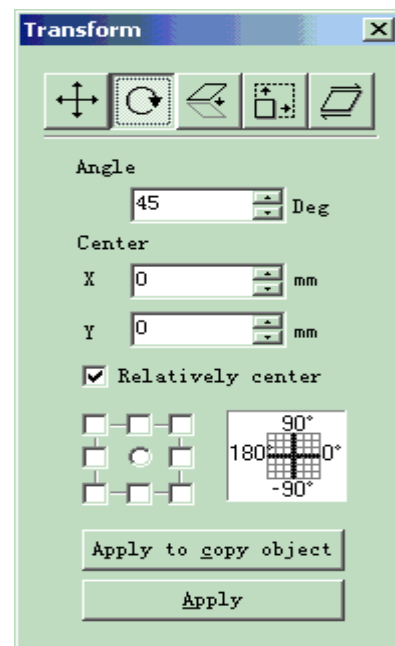 Transform
Angle
45 Deg
Center
X 0 mm
Y 0 mm
Relatively center
90°
180° 0°
-90°
Apply to copy object
Apply